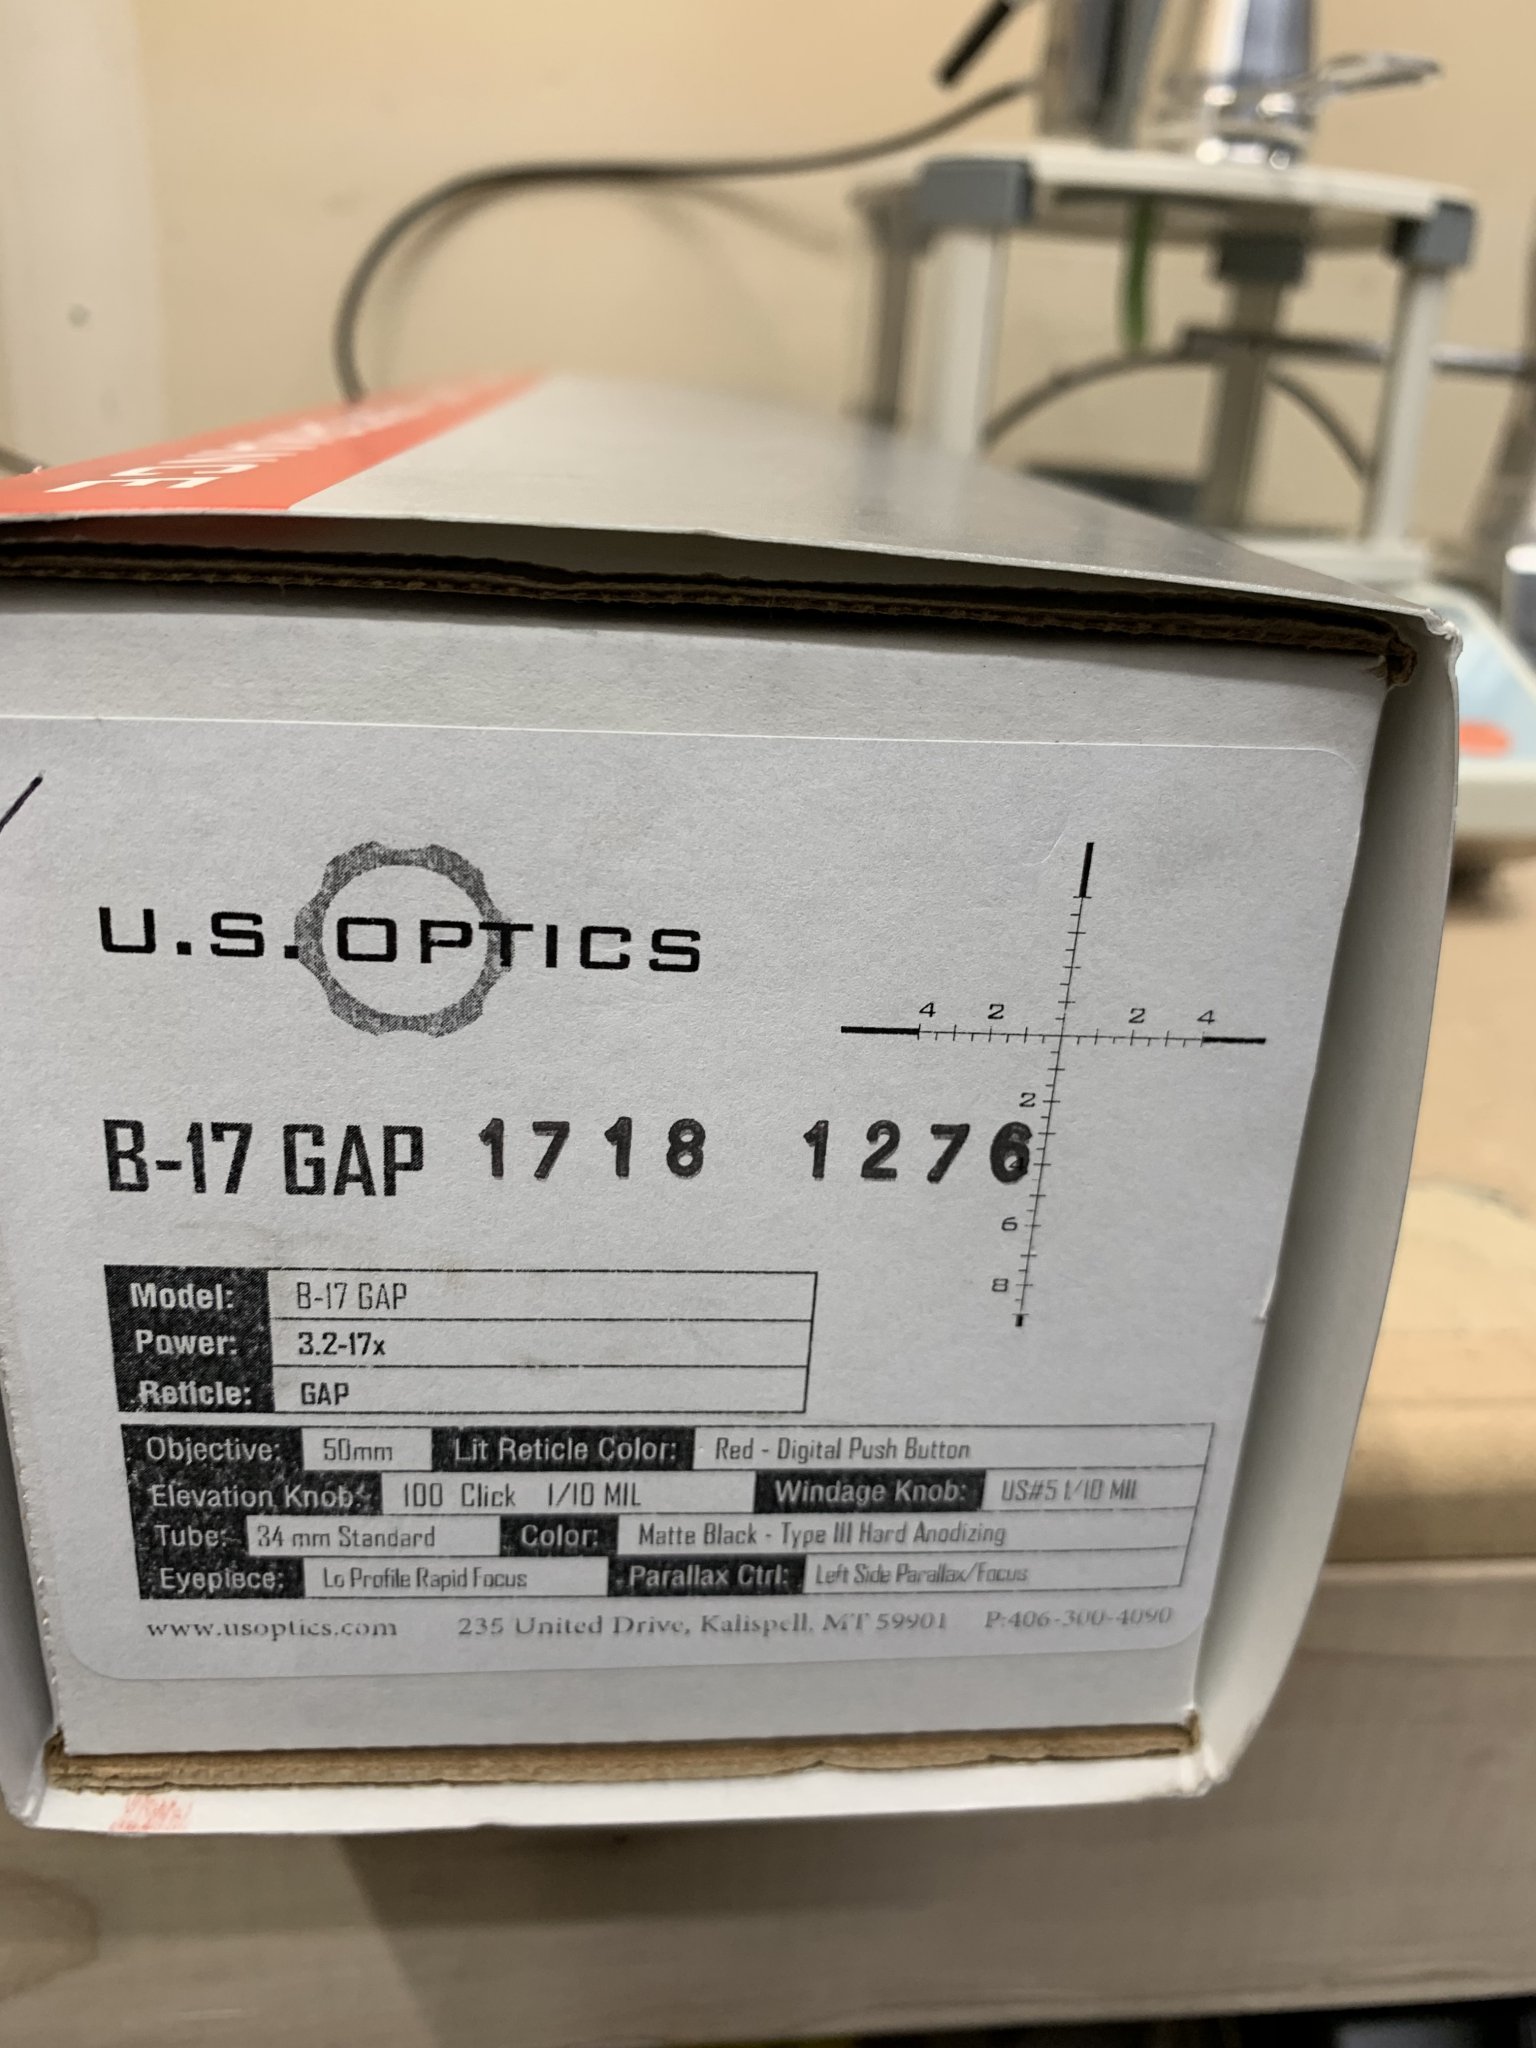 U.S. OPTICS
4 2 2 4
2
4
6
8
B-17 GAP 1718 1276
Model: B-17 GAP
Power: 3.2-17x
Reticle: GAP
Objective: 50mm Lit Reticle Color: Red - Digital Push Button
Elevation Knob: 100 Click 1/10 MIL Windage Knob: US#5 1/10 MIL
Tube: 34 mm Standard Color: Matte Black - Type III Hard Anodizing
Eyepiece: Lo Profile Rapid Focus Parallax Ctrl: Left Side Parallax/Focus
www.usoptics.com 235 United Drive, Kalispell, MT 59901 P:406-300-4090